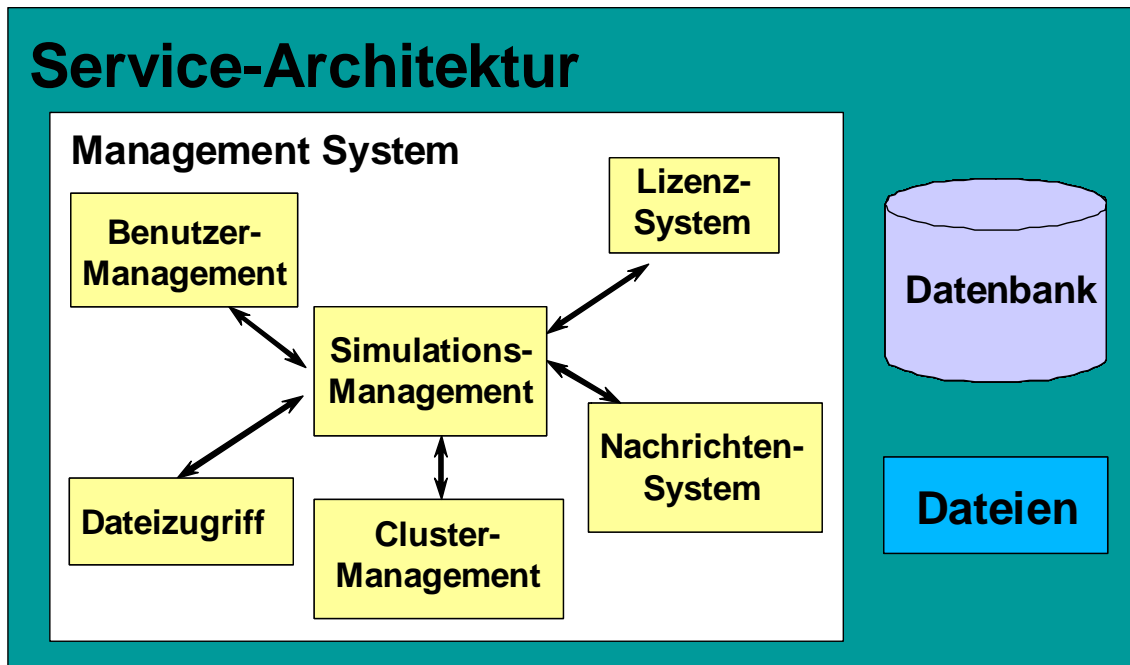 Service-Architektur
Management System
Benutzer-
Management
Lizenz-
System
Simulations-
Management
Nachrichten-
System
Dateizugriff
Cluster-
Management
Datenbank
Dateien